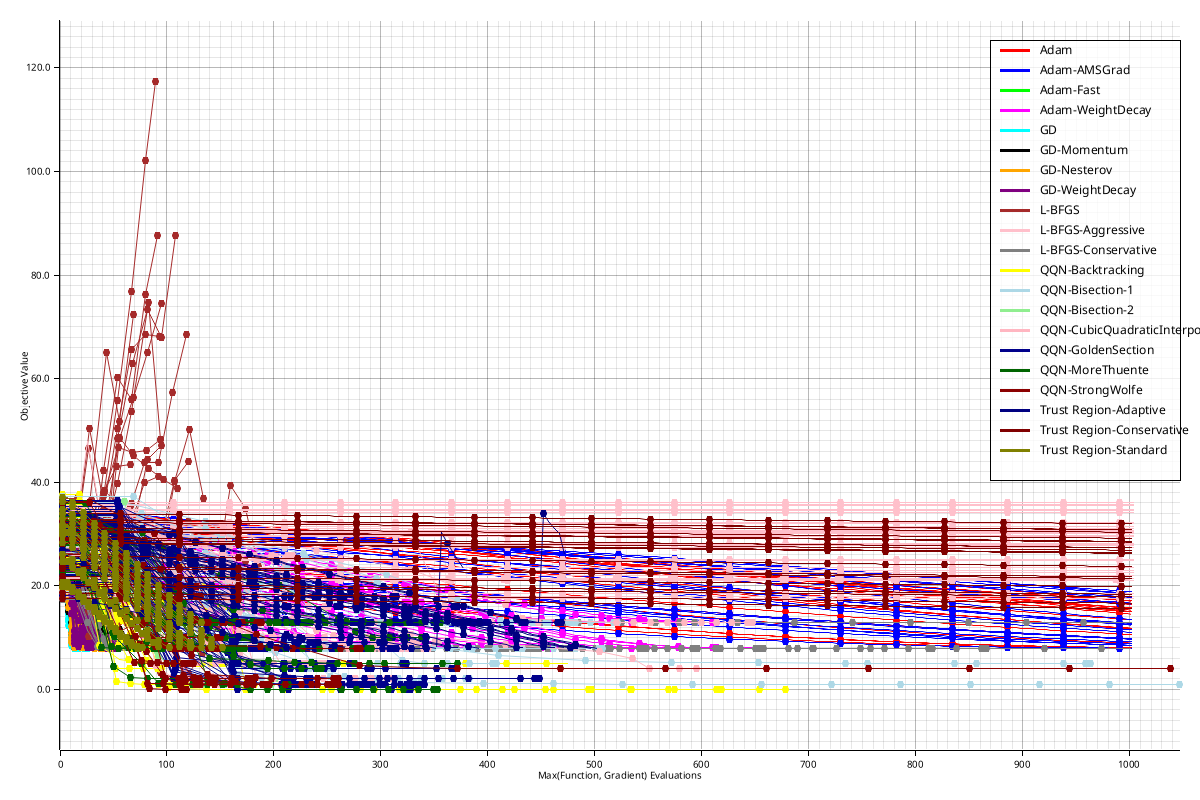 120.0
100.0
80.0
60.0
40.0
20.0
0.0
Objective Value
0
100
200
300
400
500
600
700
800
900
1000
Max(Function, Gradient) Evaluations
Adam
Adam-AMSGrad
Adam-Fast
Adam-WeightDecay
GD
GD-Momentum
GD-Nesterov
GD-WeightDecay
L-BFGS
L-BFGS-Aggressive
L-BFGS-Conservative
QQN-Backtracking
QQN-Bisection-1
QQN-Bisection-2
QQN-CubicQuadraticInterpo
QQN-GoldenSection
QQN-MoreThuente
QQN-StrongWolfe
Trust Region-Adaptive
Trust Region-Conservative
Trust Region-Standard